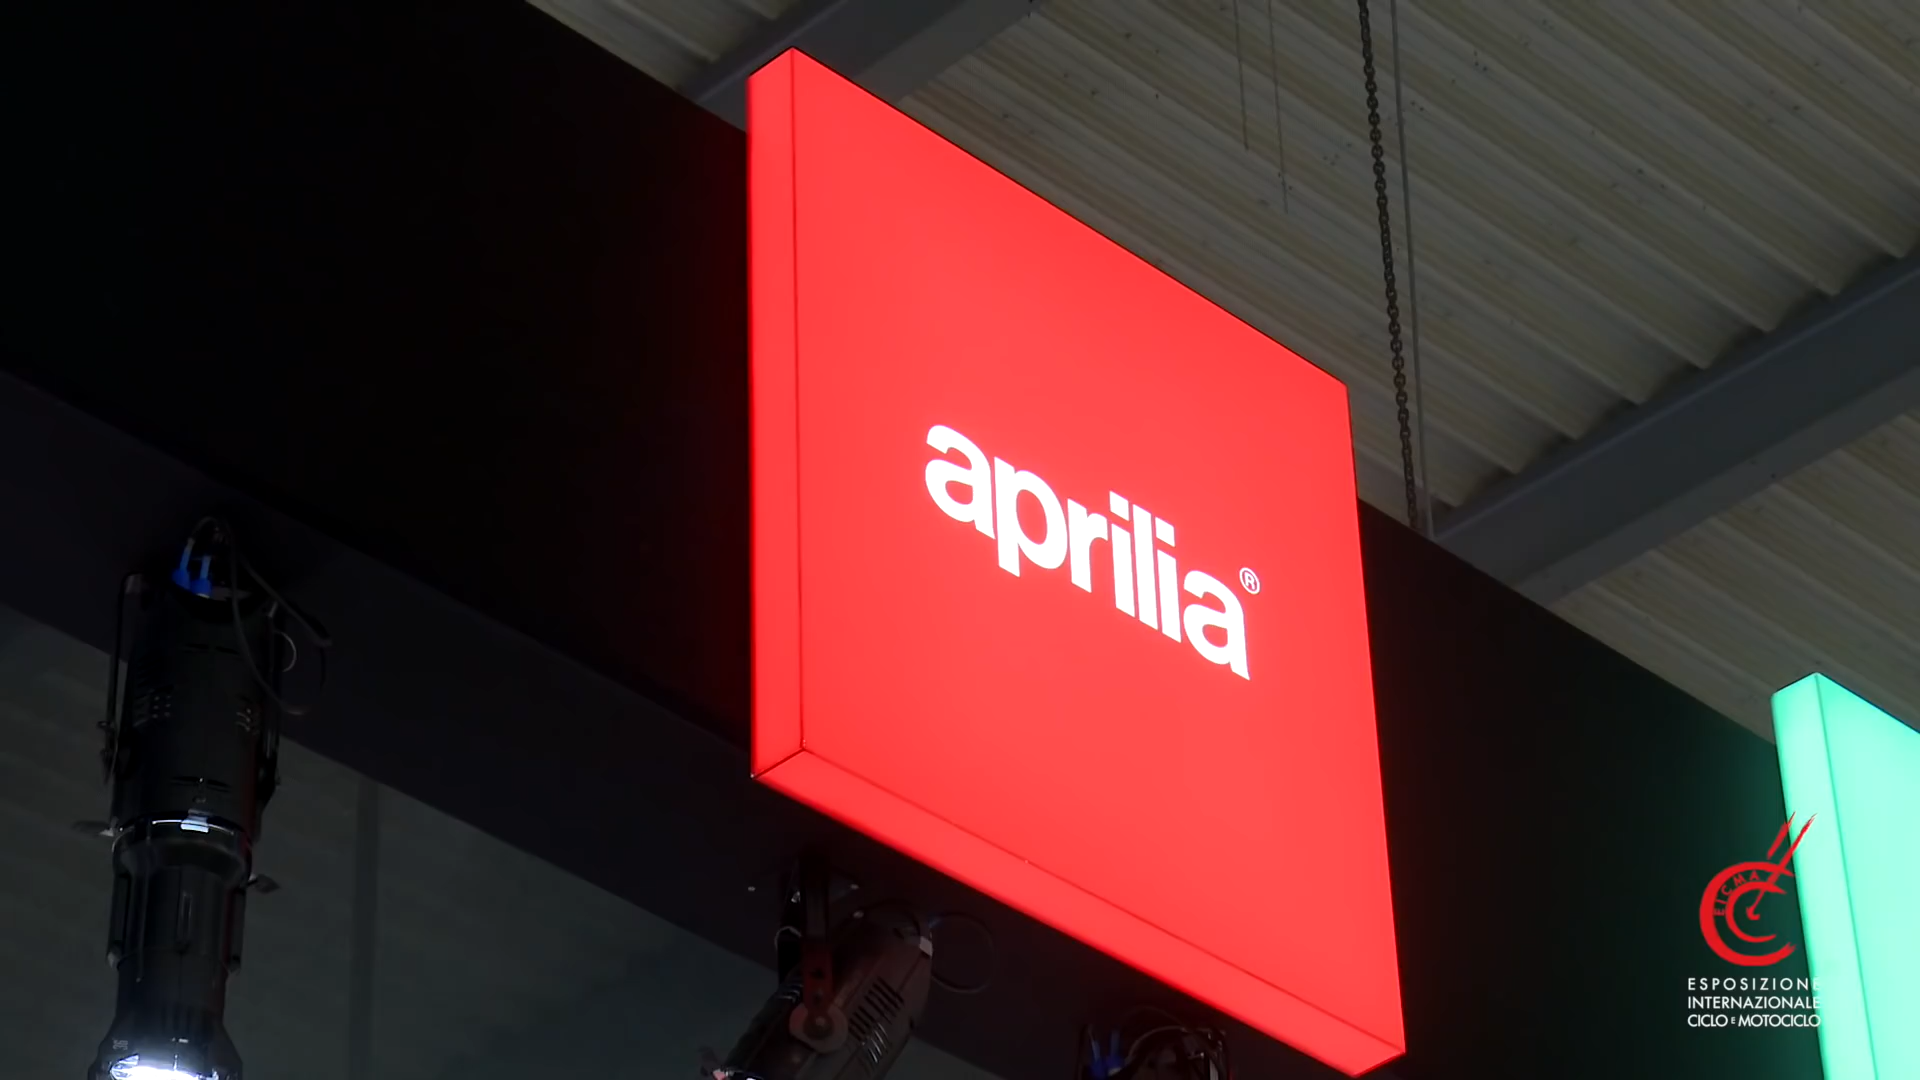 aprilia®
EICMA
ESPOSIZIONE
INTERNAZIONALE
CICLO E MOTOCICLO